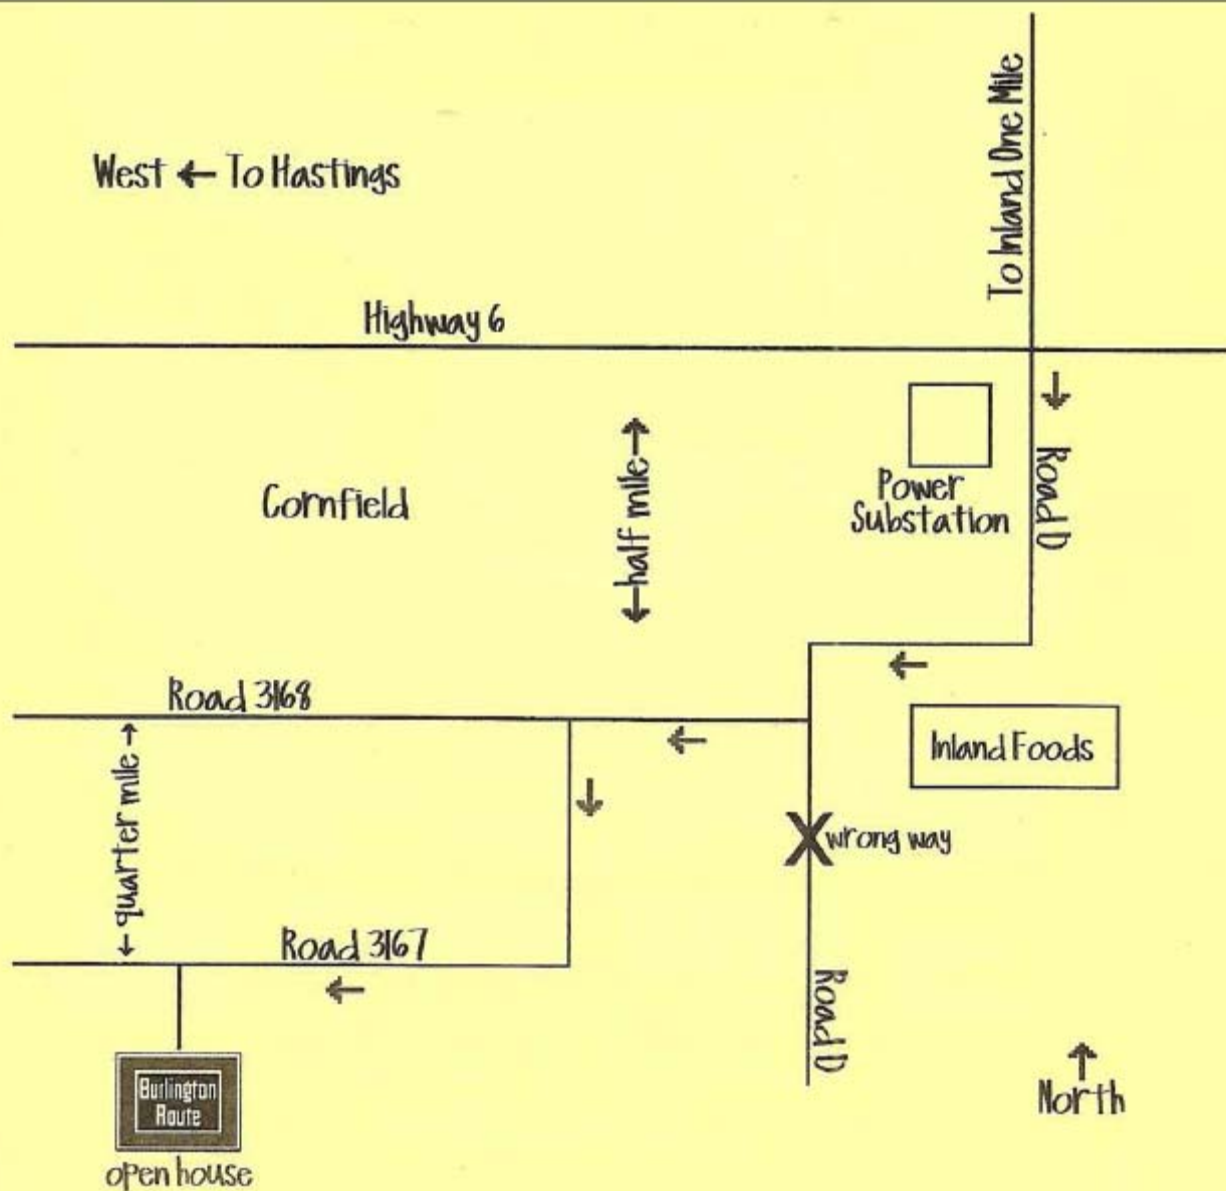 To Inland One Mile
West ← To Hastings
Highway 6
Road D
Power
Substation
Cornfield
←half mile→
Road 3168
Inland Foods
← quarter mile →
wrong way
Road 3167
Road D
North
Burlington
Route
open house